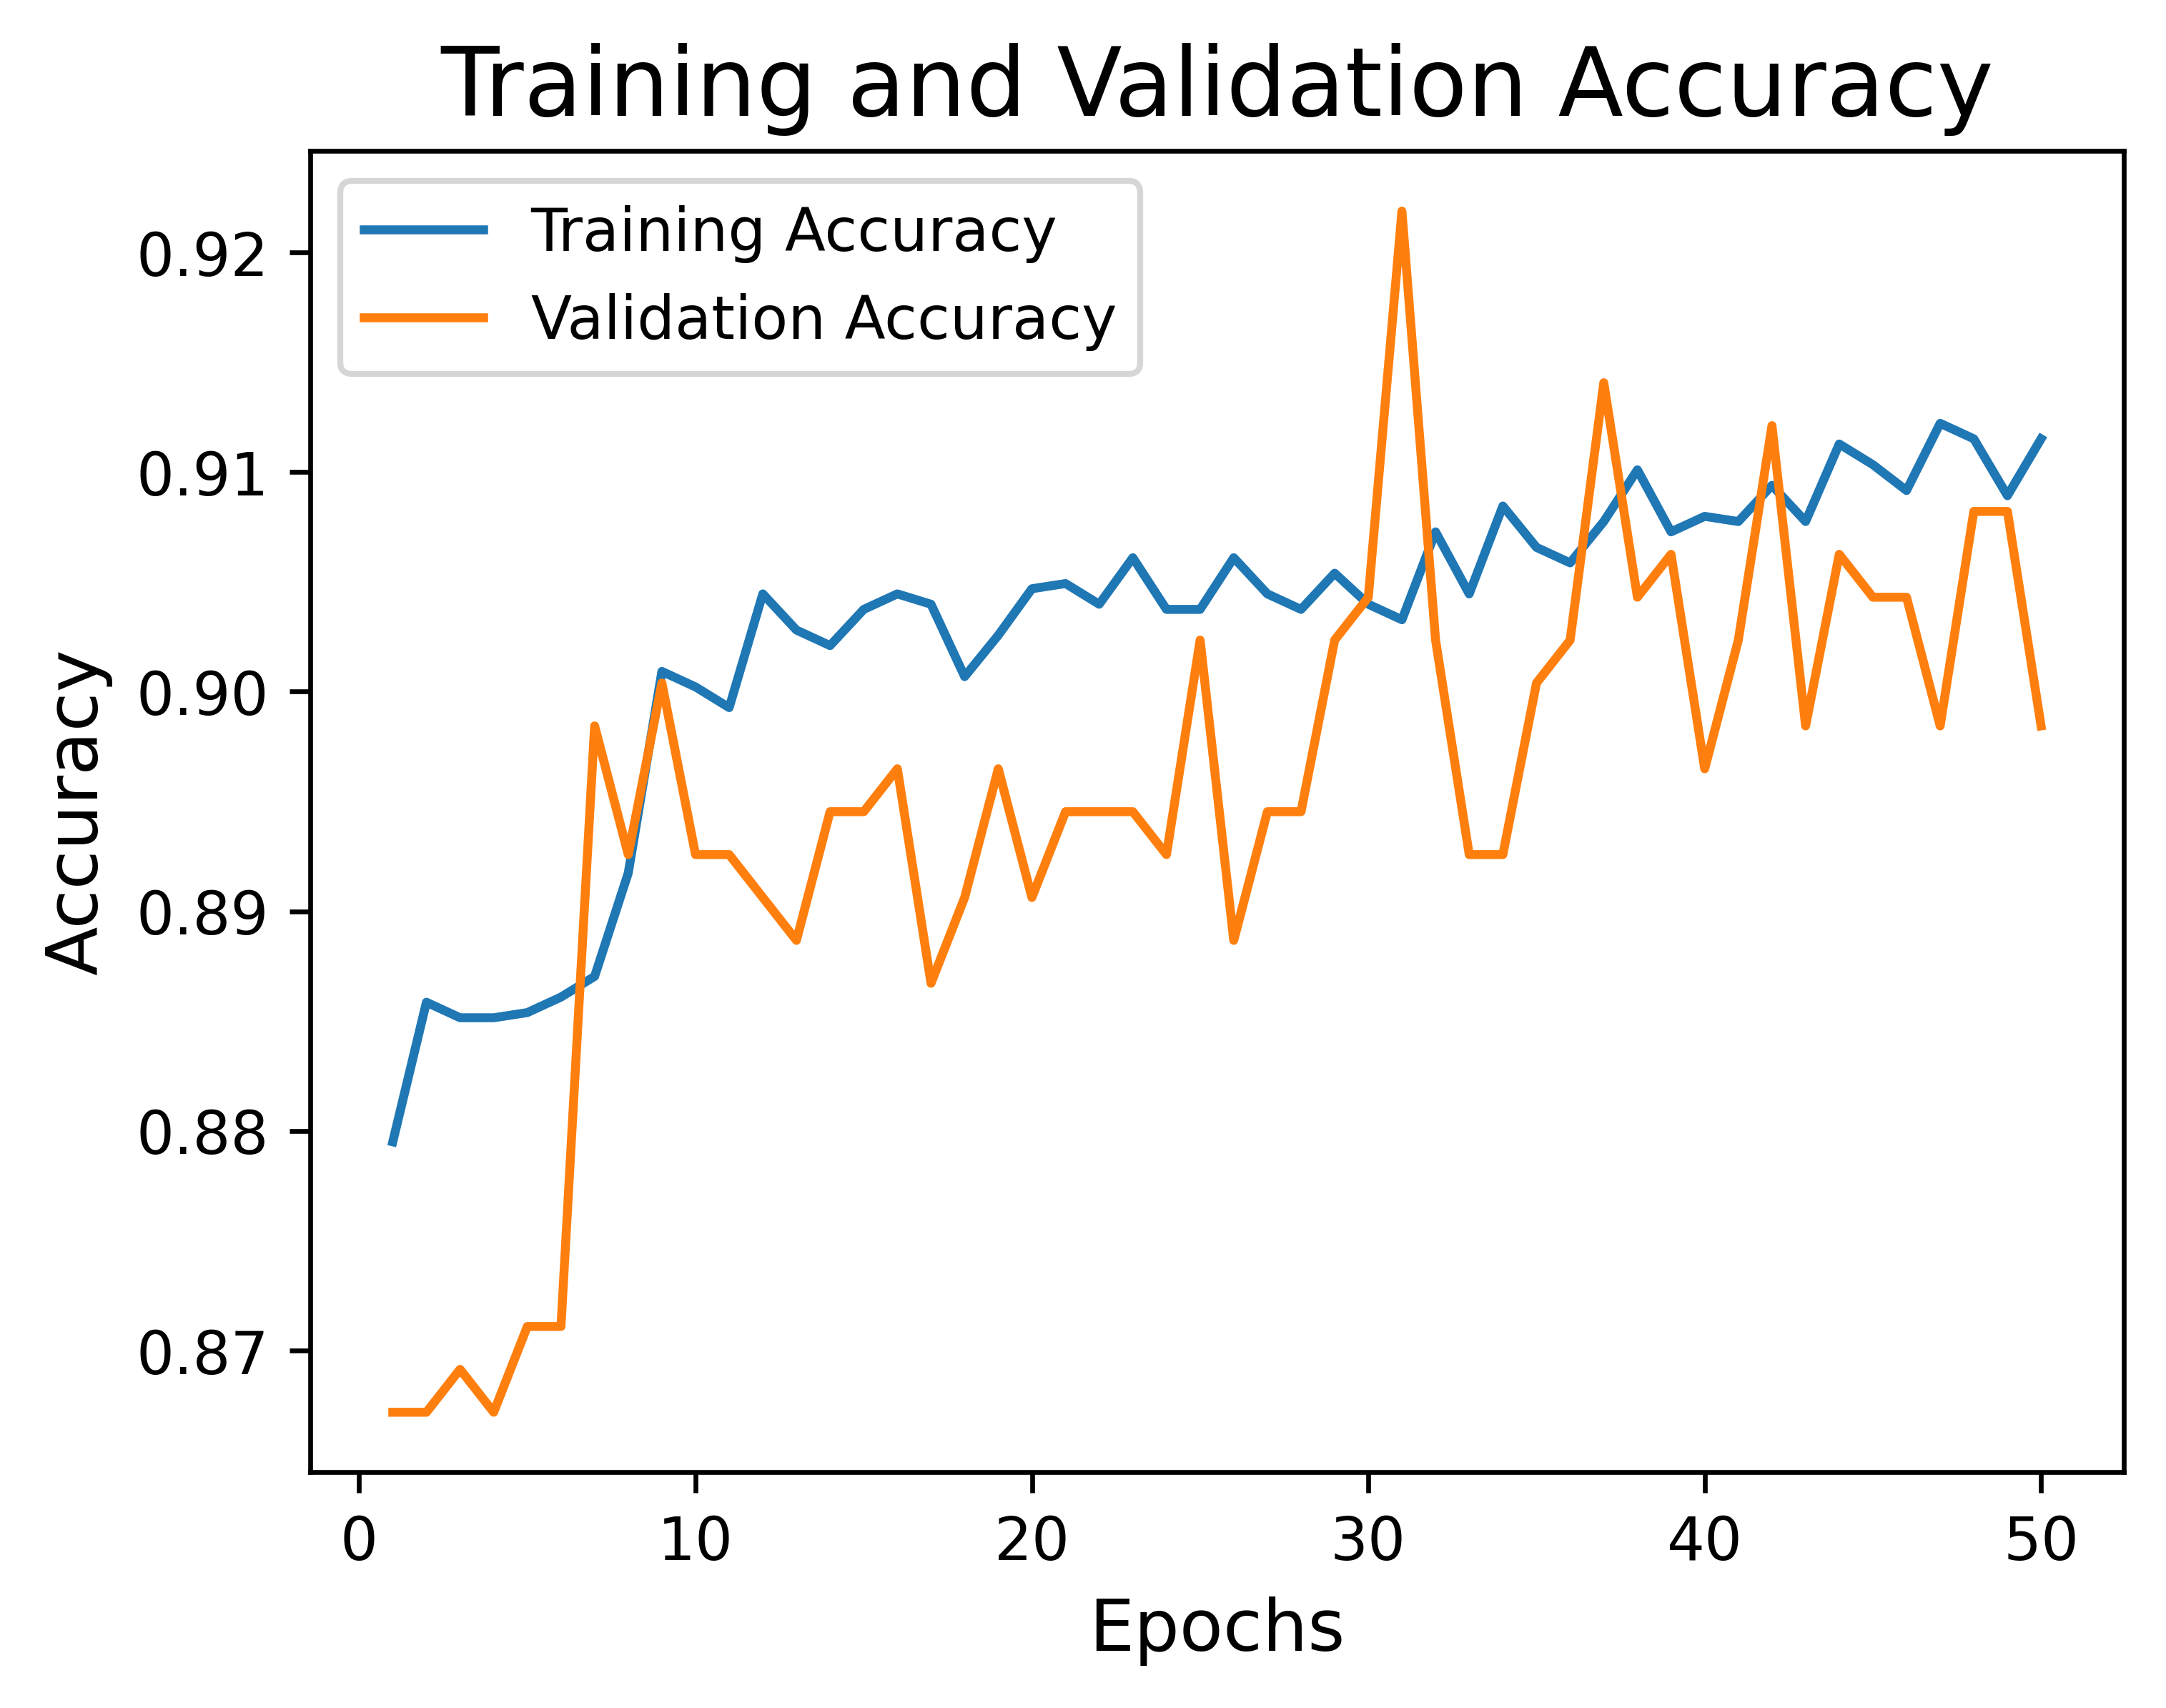 Training and Validation Accuracy
Training Accuracy
Validation Accuracy
0.92
0.91
0.90
0.89
0.88
0.87
Accuracy
0 10 20 30 40 50
Epochs